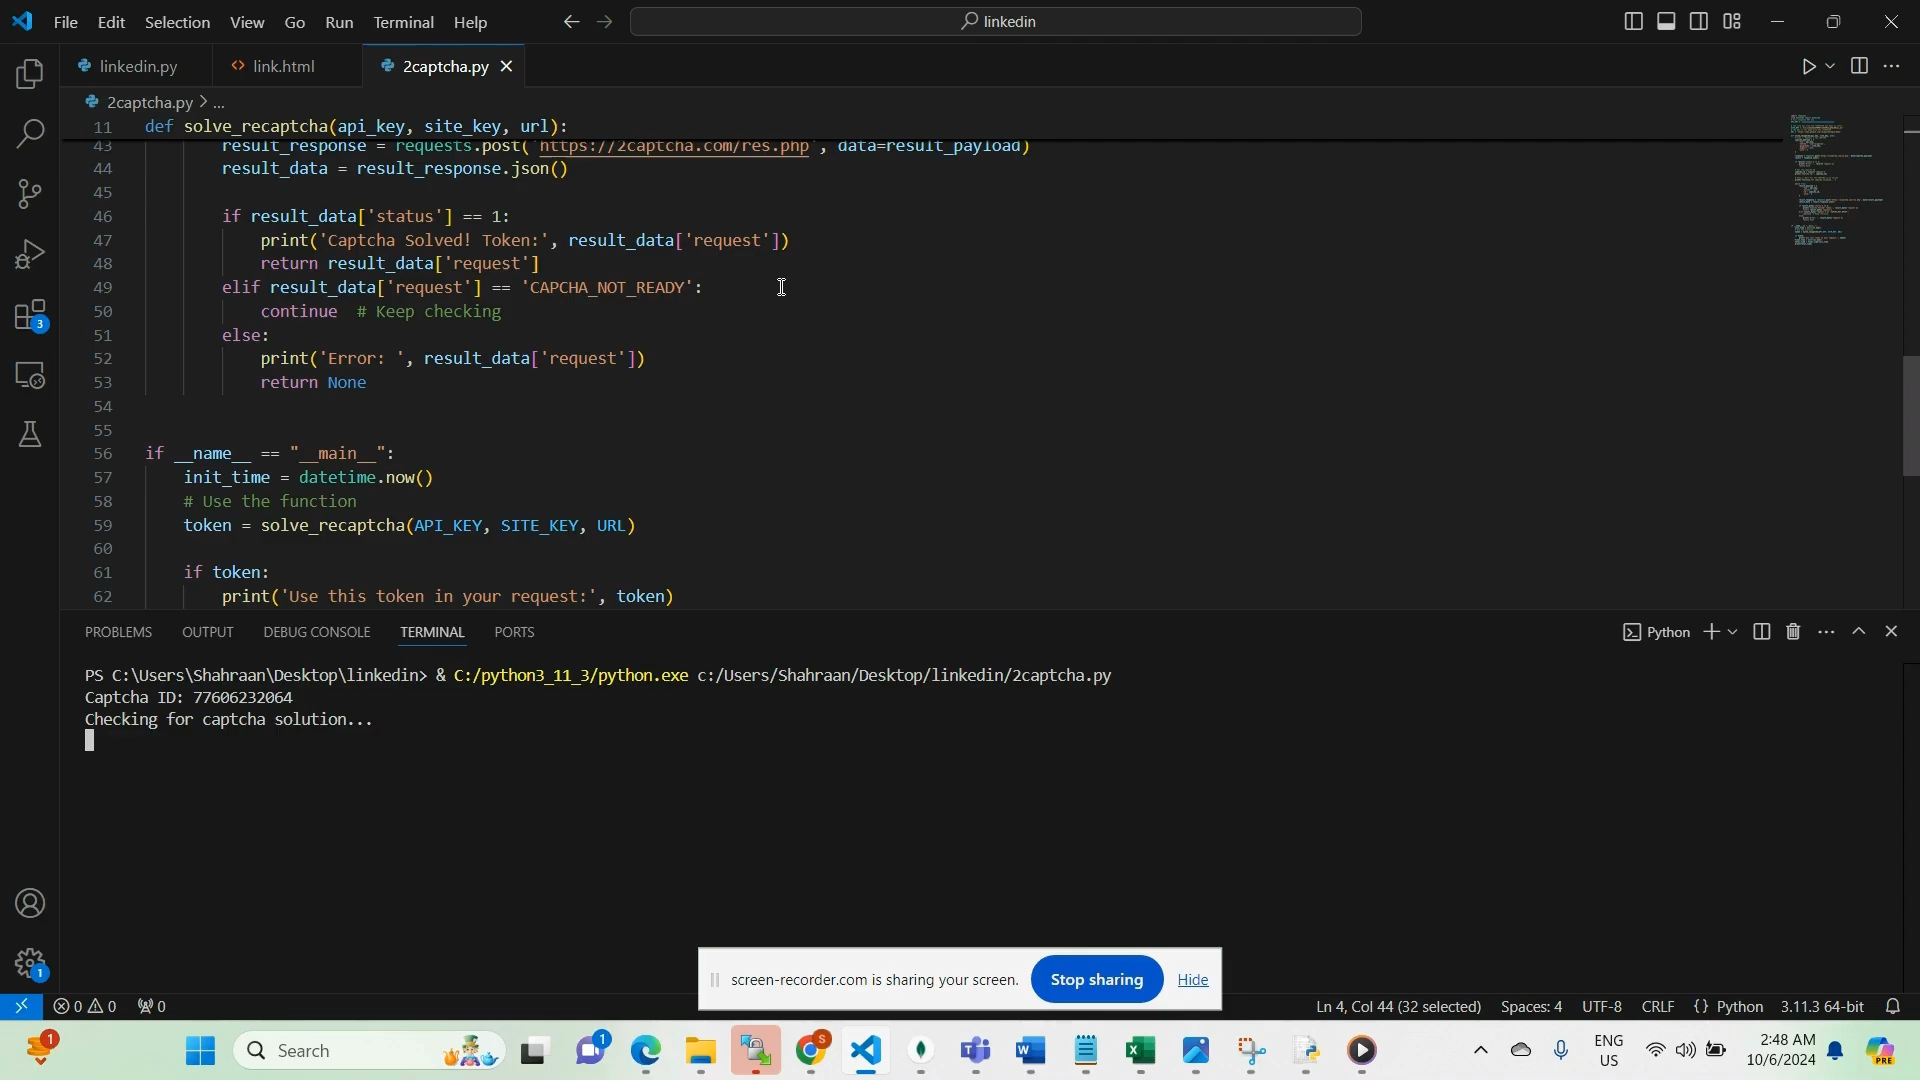 File Edit Selection View Go Run Terminal Help
linkedin
linkedin.py
link.html
2captcha.py
2captcha.py > ...
11 def solve_recaptcha(api_key, site_key, url):
43 result_response = requests.post('https://2captcha.com/res.php', data=result_payload)
44 result_data = result_response.json()
45
46 if result_data['status'] == 1:
47 print('Captcha Solved! Token:', result_data['request'])
48 return result_data['request']
49 elif result_data['request'] == 'CAPCHA_NOT_READY':
50 continue  # Keep checking
51 else:
52 print('Error: ', result_data['request'])
53 return None
54
55
56 if __name__ == "__main__":
57 init_time = datetime.now()
58 # Use the function
59 token = solve_recaptcha(API_KEY, SITE_KEY, URL)
60
61 if token:
62 print('Use this token in your request:', token)
PROBLEMS OUTPUT DEBUG CONSOLE TERMINAL PORTS
Python
PS C:\Users\Shahraan\Desktop\linkedin> & C:/python3_11_3/python.exe c:/Users/Shahraan/Desktop/linkedin/2captcha.py
Captcha ID: 77606232064
Checking for captcha solution...
3
1
screen-recorder.com is sharing your screen. Stop sharing Hide
0 0 0
Ln 4, Col 44 (32 selected) Spaces: 4 UTF-8 CRLF {} Python 3.11.3 64-bit
1
Search
1
S
ENG
US
2:48 AM
10/6/2024
PRE